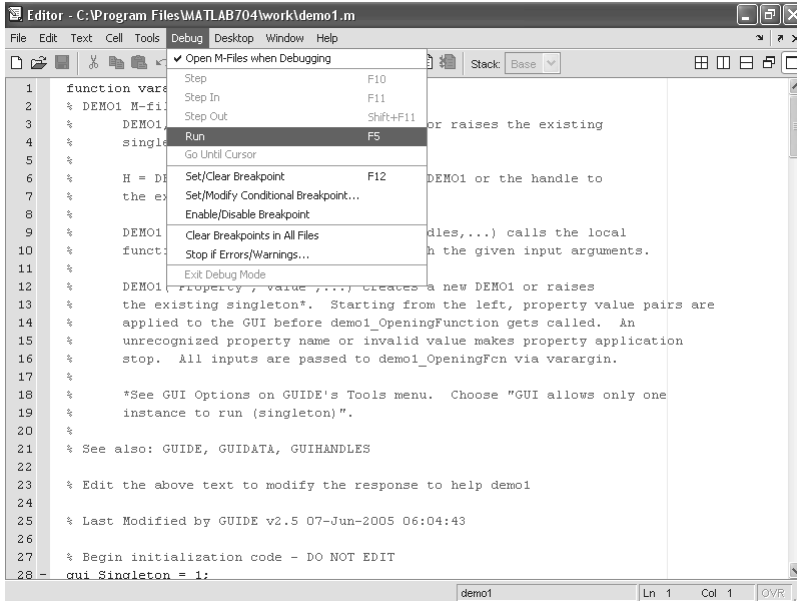 Editor - C:\Program Files\MATLAB704\work\demo1.m
File Edit Text Cell Tools Debug Desktop Window Help
Stack: Base
✓ Open M-Files when Debugging
Step F10
Step In F11
Step Out Shift+F11
Run F5
Go Until Cursor
Set/Clear Breakpoint F12
Set/Modify Conditional Breakpoint...
Enable/Disable Breakpoint
Clear Breakpoints in All Files
Stop if Errors/Warnings...
Exit Debug Mode
1 function vara
2 % DEMO1 M-fil
3 % DEMO1, or raises the existing
4 % single
5 %
6 % H = DE DEMO1 or the handle to
7 % the ex
8 %
9 % DEMO1 dles,...) calls the local
10 % functi h the given input arguments.
11 %
12 % DEMO1('Property','Value',...) creates a new DEMO1 or raises
13 % the existing singleton*. Starting from the left, property value pairs are
14 % applied to the GUI before demo1_OpeningFunction gets called. An
15 % unrecognized property name or invalid value makes property application
16 % stop. All inputs are passed to demo1_OpeningFcn via varargin.
17 %
18 % *See GUI Options on GUIDE's Tools menu. Choose "GUI allows only one
19 % instance to run (singleton)".
20 %
21 % See also: GUIDE, GUIDATA, GUIHANDLES
22
23 % Edit the above text to modify the response to help demo1
24
25 % Last Modified by GUIDE v2.5 07-Jun-2005 06:04:43
26
27 % Begin initialization code - DO NOT EDIT
28 - gui_Singleton = 1;
demo1 Ln 1 Col 1 OVR